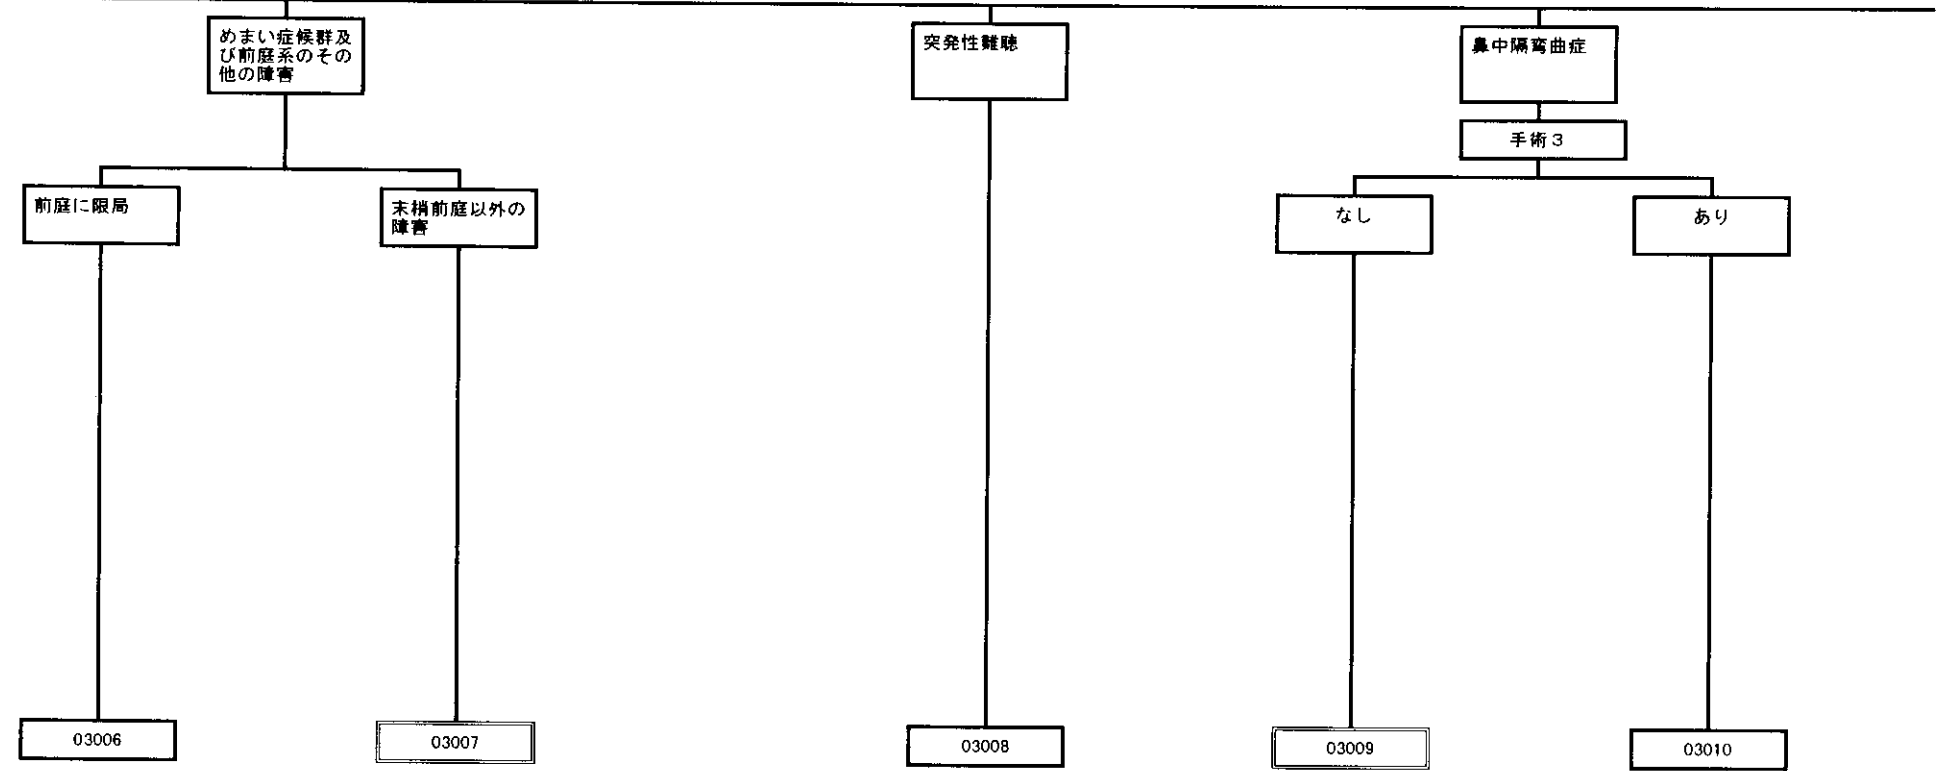 めまい症候群及
び前庭系のその
他の障害
突発性難聴
鼻中隔弯曲症
手術3
前庭に限局
末梢前庭以外の
障害
なし
あり
03006
03007
03008
03009
03010